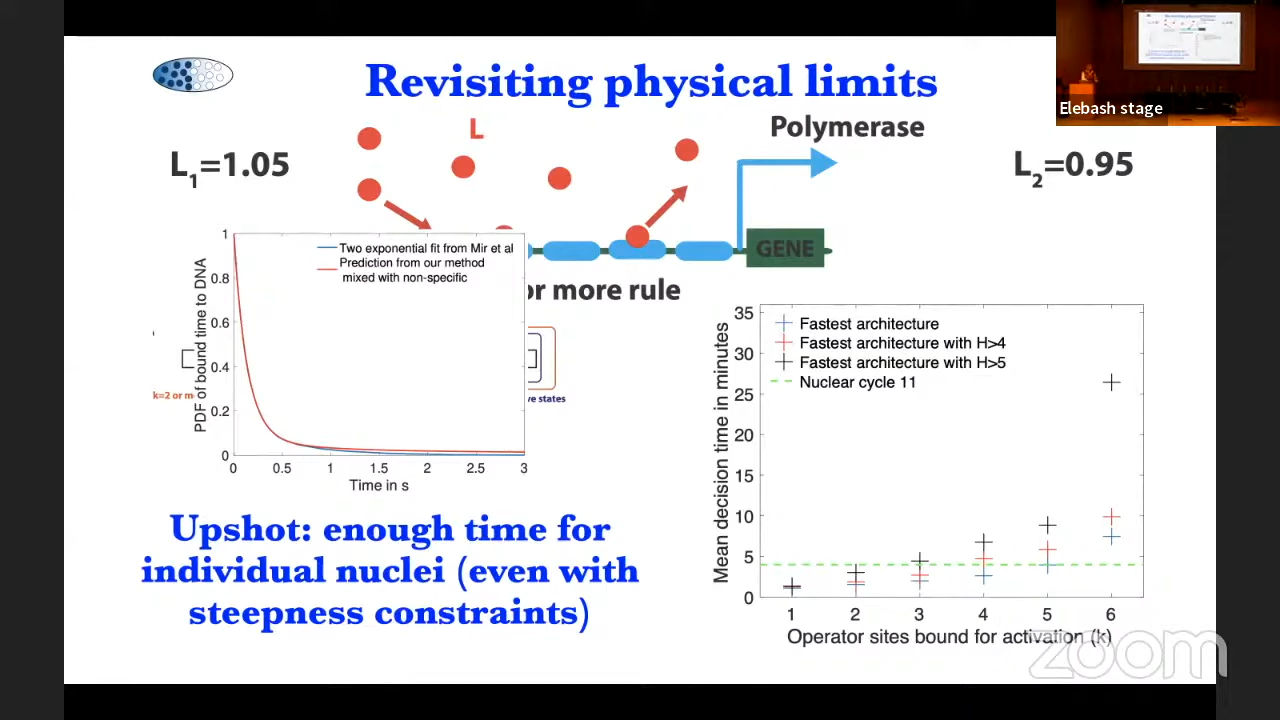 Revisiting physical limits
Elebash stage
L
Polymerase
L1=1.05
L2=0.95
GENE
or more rule
k=2 or m
ve states
Two exponential fit from Mir et al
Prediction from our method
mixed with non-specific
PDF of bound time to DNA
1
0.8
0.6
0.4
0.2
0
0 0.5 1 1.5 2 2.5 3
Time in s
Upshot: enough time for
individual nuclei (even with
steepness constraints)
Fastest architecture
Fastest architecture with H>4
Fastest architecture with H>5
Nuclear cycle 11
Mean decision time in minutes
35
30
25
20
15
10
5
0
1 2 3 4 5 6
Operator sites bound for activation (k)
zoom